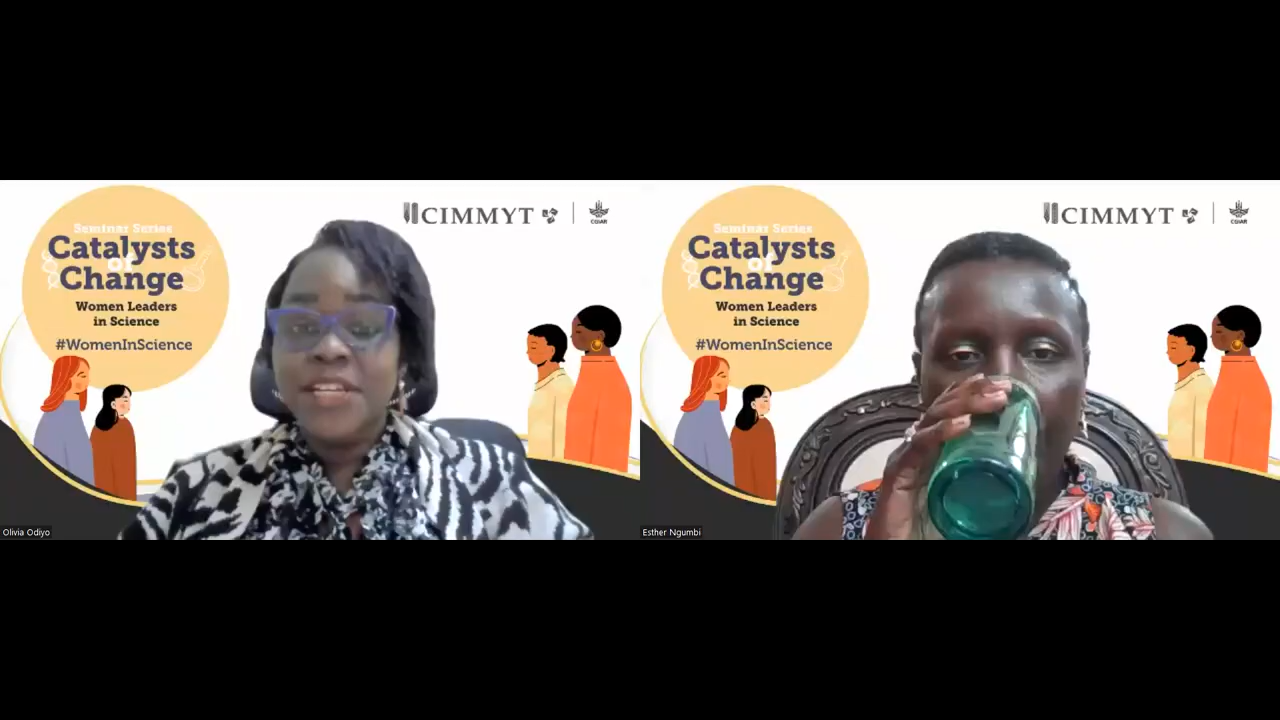 Seminar Series
Catalysts
of
Change
Women Leaders
in Science
#WomenInScience
CIMMYT
CGIAR
Olivia Odiyo
Seminar Series
Catalysts
of
Change
Women Leaders
in Science
#WomenInScience
CIMMYT
CGIAR
Esther Ngumbi